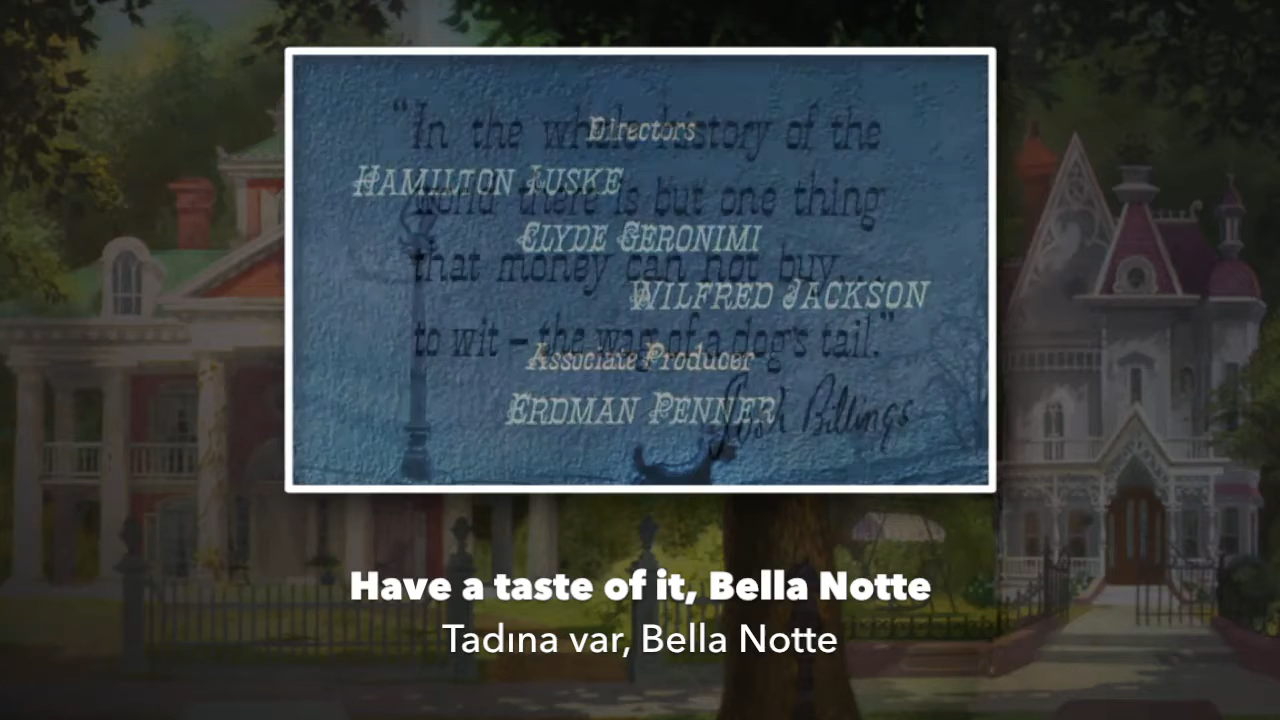 Directors
HAMILTON LUSKE
CLYDE GERONIMI
WILFRED JACKSON
Associate Producer
ERDMAN PENNER
"In the whole history of the
world there is but one thing
that money can not buy...
to wit – the wag of a dog's tail."
Josh Billings
Have a taste of it, Bella Notte
Tadına var, Bella Notte